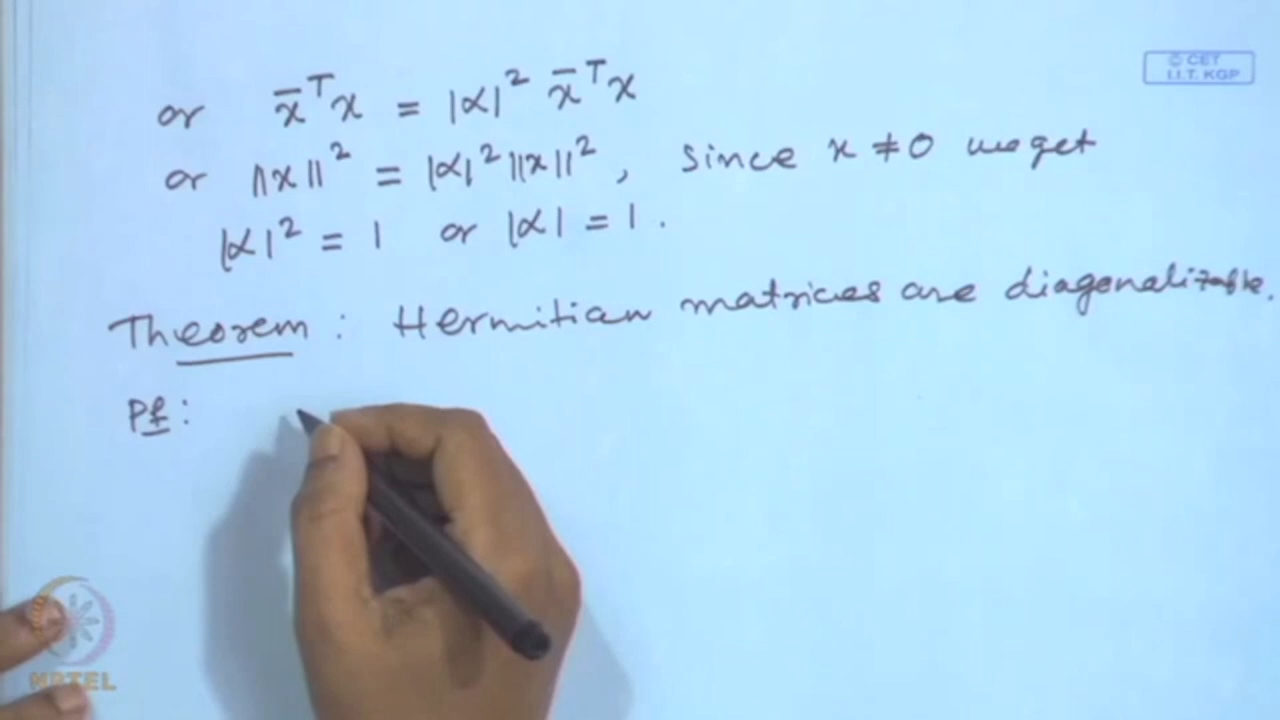 © CET
I.I.T. KGP
or x̄ᵀx = |α|² x̄ᵀx
or ||x||² = |α|² ||x||², since x ≠ 0 we get
|α|² = 1 or |α| = 1.
Theorem: Hermitian matrices are diagonalizable.
Pf:
NPTEL